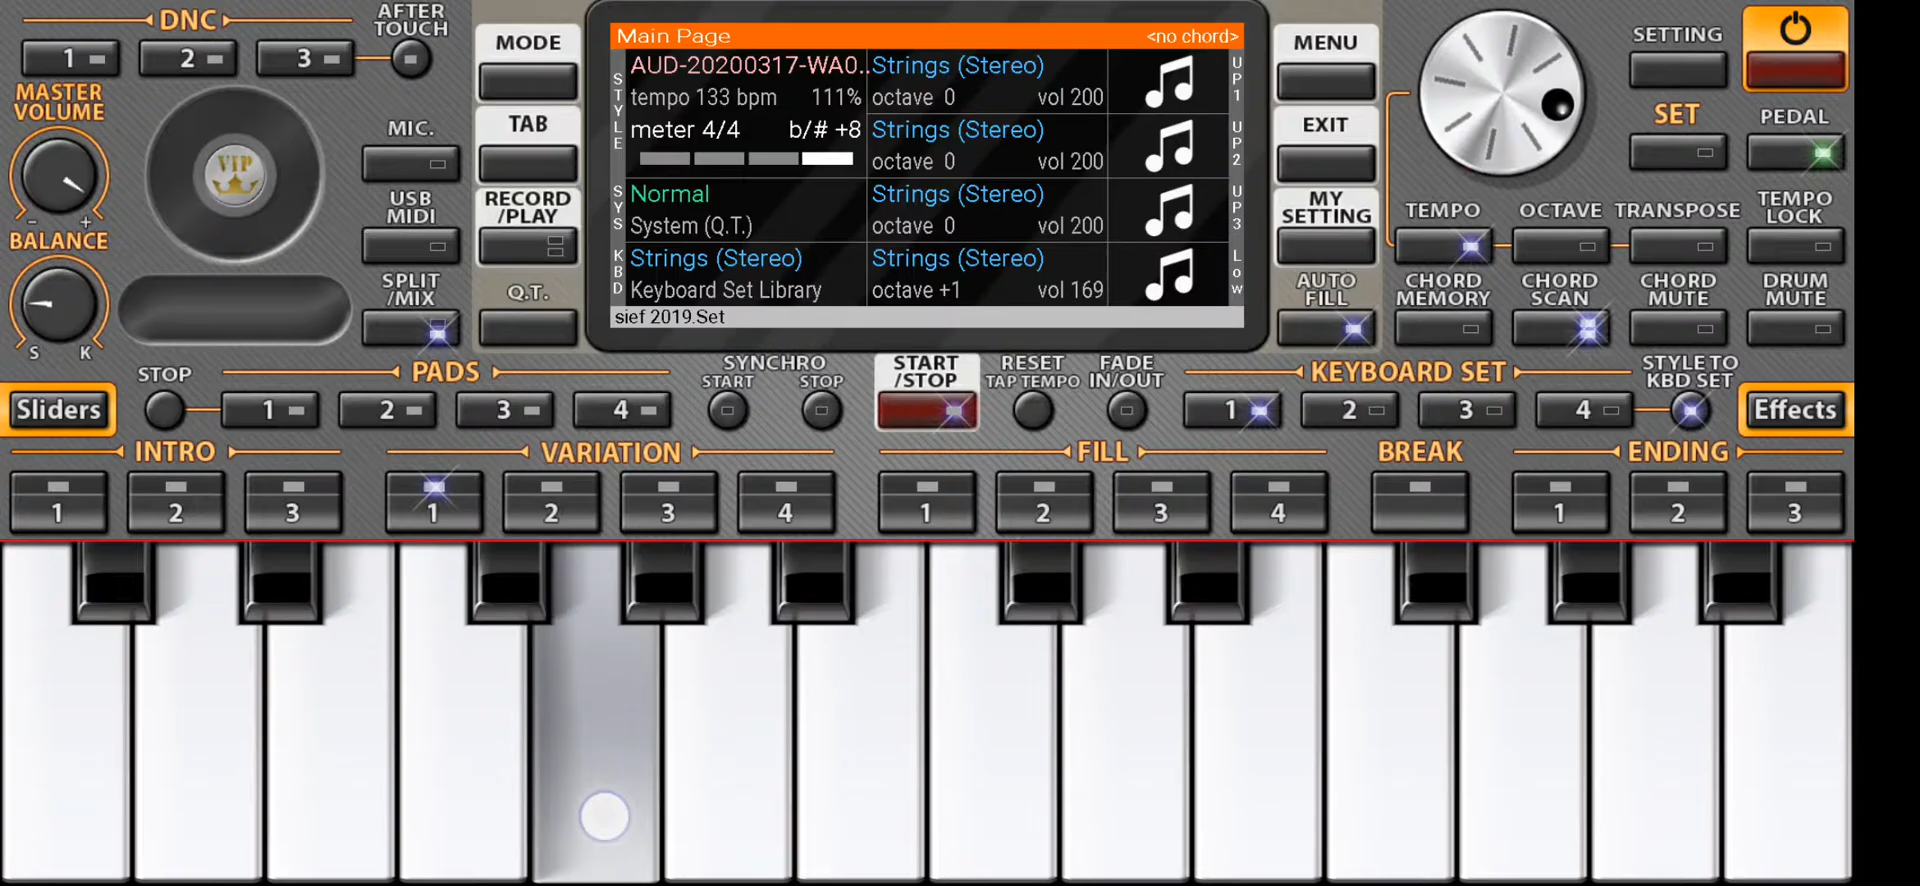 DNC
AFTER TOUCH
1 2 3
MASTER VOLUME
- +
BALANCE
S K
VIP
MIC.
USB MIDI
SPLIT /MIX
MODE
TAB
RECORD /PLAY
Q.T.
Main Page <no chord>
STYLE
AUD-20200317-WA0..
tempo 133 bpm 111%
meter 4/4 b/# +8
SYS
Normal
System (Q.T.)
KBD
Strings (Stereo)
Keyboard Set Library
Strings (Stereo)
octave 0 vol 200
UP1
Strings (Stereo)
octave 0 vol 200
UP2
Strings (Stereo)
octave 0 vol 200
UP3
Strings (Stereo)
octave +1 vol 169
Low
sief 2019.Set
MENU
EXIT
MY SETTING
AUTO FILL
SETTING
SET
PEDAL
TEMPO OCTAVE TRANSPOSE
TEMPO LOCK
CHORD MEMORY
CHORD SCAN
CHORD MUTE
DRUM MUTE
Sliders
STOP
PADS
1 2 3 4
SYNCHRO
START STOP
START /STOP
RESET
TAP TEMPO
FADE IN/OUT
KEYBOARD SET
1 2 3 4
STYLE TO KBD SET
Effects
INTRO
1 2 3
VARIATION
1 2 3 4
FILL
1 2 3 4
BREAK
ENDING
1 2 3